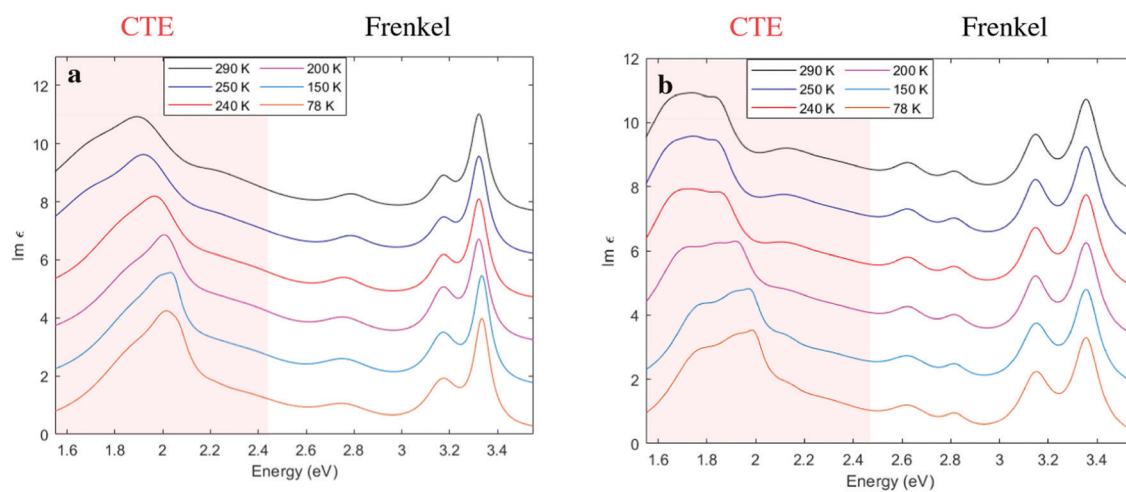 CTE Frenkel
a
290 K 200 K
250 K 150 K
240 K 78 K
12
10
8
6
4
2
0
Im ϵ
1.6 1.8 2 2.2 2.4 2.6 2.8 3 3.2 3.4
Energy (eV)
CTE Frenkel
b
290 K 200 K
250 K 150 K
240 K 78 K
12
10
8
6
4
2
0
Im ϵ
1.6 1.8 2 2.2 2.4 2.6 2.8 3 3.2 3.4
Energy (eV)